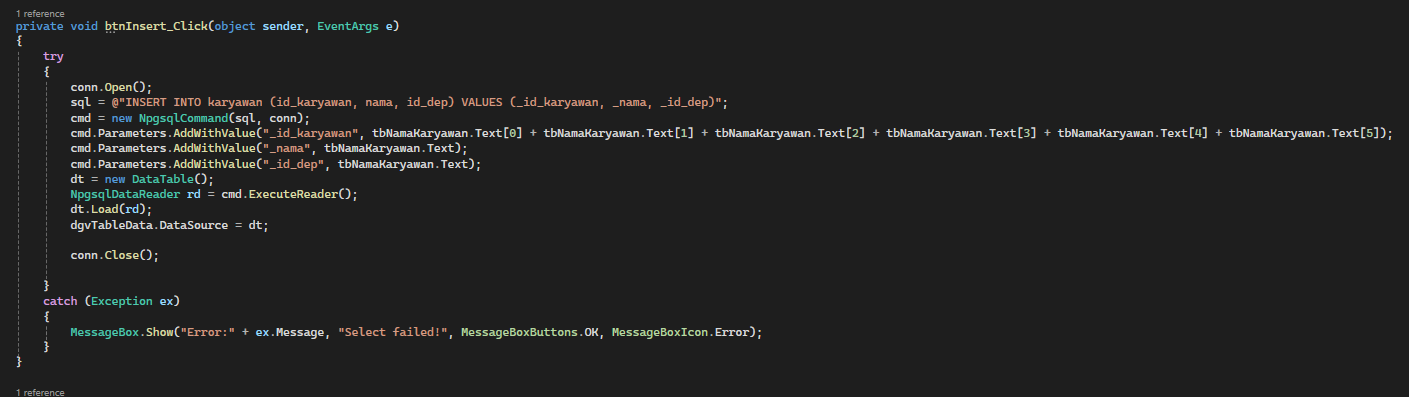 1 reference
private void btnInsert_Click(object sender, EventArgs e)
{
try
{
conn.Open();
sql = @"INSERT INTO karyawan (id_karyawan, nama, id_dep) VALUES (_id_karyawan, _nama, _id_dep)";
cmd = new NpgsqlCommand(sql, conn);
cmd.Parameters.AddWithValue("_id_karyawan", tbNamaKaryawan.Text[0] + tbNamaKaryawan.Text[1] + tbNamaKaryawan.Text[2] + tbNamaKaryawan.Text[3] + tbNamaKaryawan.Text[4] + tbNamaKaryawan.Text[5]);
cmd.Parameters.AddWithValue("_nama", tbNamaKaryawan.Text);
cmd.Parameters.AddWithValue("_id_dep", tbNamaKaryawan.Text);
dt = new DataTable();
NpgsqlDataReader rd = cmd.ExecuteReader();
dt.Load(rd);
dgvTableData.DataSource = dt;
conn.Close();
}
catch (Exception ex)
{
MessageBox.Show("Error:" + ex.Message, "Select failed!", MessageBoxButtons.OK, MessageBoxIcon.Error);
}
}
1 reference